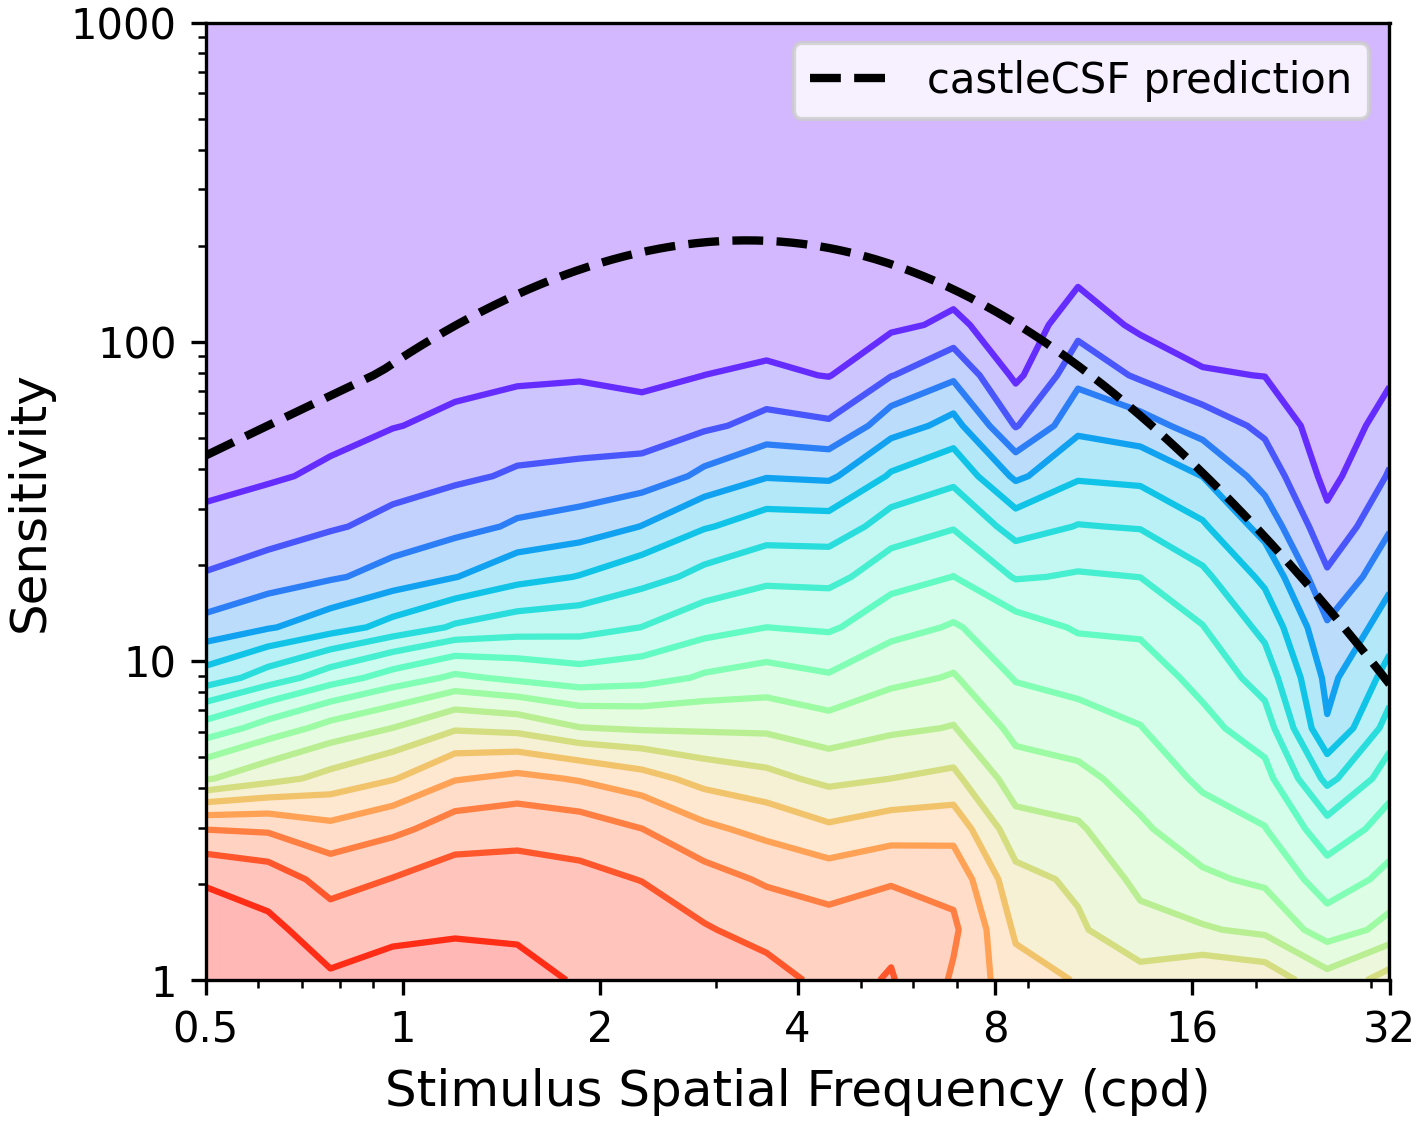 1000
castleCSF prediction
100
Sensitivity
10
1
0.5 1 2 4 8 16 32
Stimulus Spatial Frequency (cpd)